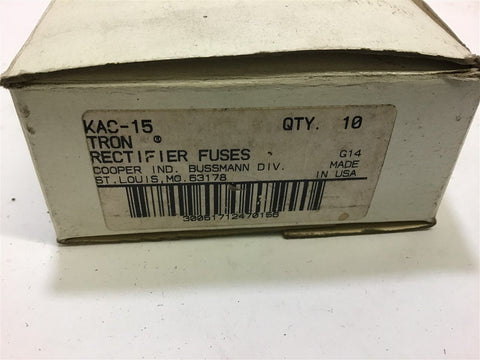 KAC-15 QTY. 10
TRON ®
RECTIFIER FUSES G14
COOPER IND. BUSSMANN DIV. MADE
ST. LOUIS, MO. 63178 IN USA